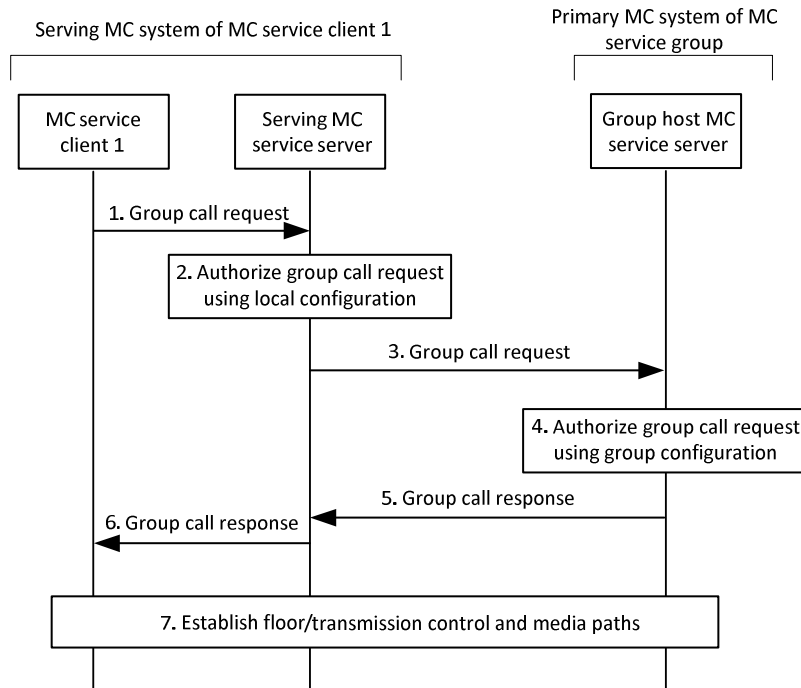 Serving MC system of MC service client 1
Primary MC system of MC
service group
MC service
client 1
Serving MC
service server
Group host MC
service server
1. Group call request
2. Authorize group call request
using local configuration
3. Group call request
4. Authorize group call request
using group configuration
5. Group call response
6. Group call response
7. Establish floor/transmission control and media paths